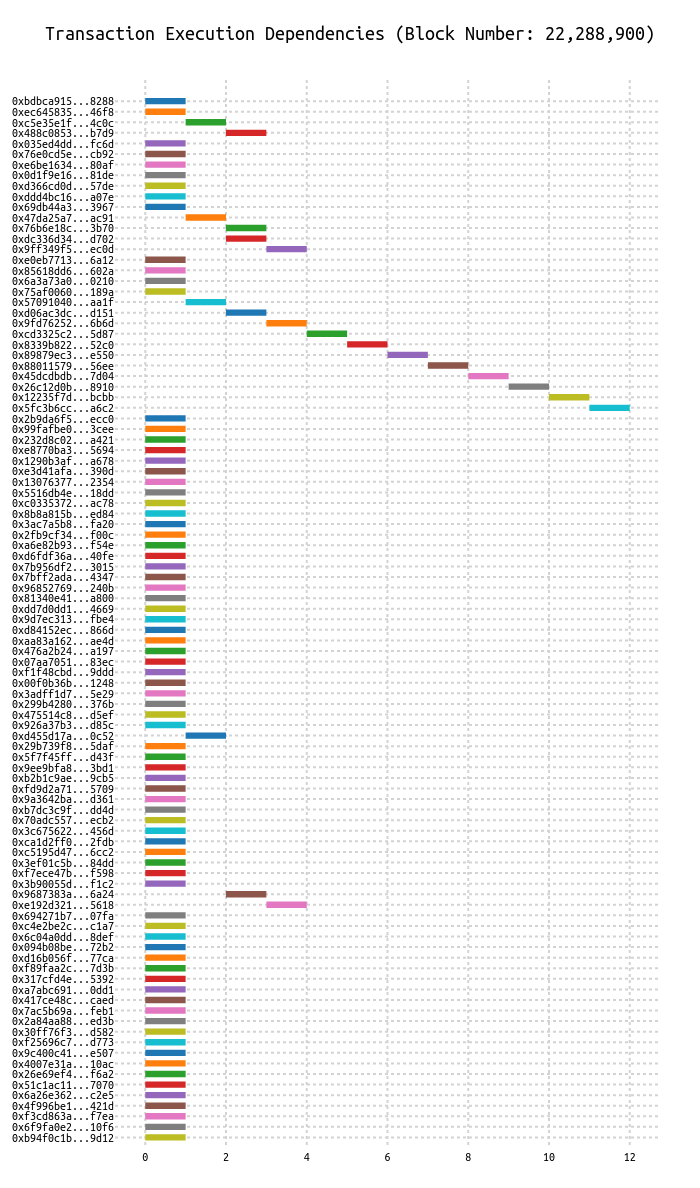 Transaction Execution Dependencies (Block Number: 22,288,900)
0xbdbca915...8288
0xec645835...46f8
0xc5e35e1f...4c0c
0x488c0853...b7d9
0x035ed4dd...fc6d
0x76e0cd5e...cb92
0xe6be1634...80af
0x0d1f9e16...81de
0xd366cd0d...57de
0xddd4bc16...a07e
0x69db44a3...3967
0x47da25a7...ac91
0x76b6e18c...3b70
0xdc336d34...d702
0x9ff349f5...ec0d
0xe0eb7713...6a12
0x85618dd6...602a
0x6a3a73a0...0210
0x75af0060...189a
0x57091040...aa1f
0xd06ac3dc...d151
0x9fd76252...6b6d
0xcd3325c2...5d87
0x8339b822...52c0
0x89879ec3...e550
0x88011579...56ee
0x45dcdbdb...7d04
0x26c12d0b...8910
0x12235f7d...bcbb
0x5fc3b6cc...a6c2
0x2b9da6f5...ecc0
0x99fafbe0...3cee
0x232d8c02...a421
0xe8770ba3...5694
0x1290b3af...a678
0xe3d41afa...390d
0x13076377...2354
0x5516db4e...18dd
0xc0335372...ac78
0x8b8a815b...ed84
0x3ac7a5b8...fa20
0x2fb9cf34...f00c
0xa6e82b93...f54e
0xd6fdf36a...40fe
0x7b956df2...3015
0x7bff2ada...4347
0x96852769...240b
0x81340e41...a800
0xdd7d0dd1...4669
0x9d7ec313...fbe4
0xd84152ec...866d
0xaa83a162...ae4d
0x476a2b24...a197
0x07aa7051...83ec
0xf1f48cbd...9ddd
0x00f0b36b...1248
0x3adff1d7...5e29
0x299b4280...376b
0x475514c8...d5ef
0x926a37b3...d85c
0xd455d17a...0c52
0x29b739f8...5daf
0x5f7f45ff...d43f
0x9ee9bfa8...3bd1
0xb2b1c9ae...9cb5
0xfd9d2a71...5709
0x9a3642ba...d361
0xb7dc3c9f...dd4d
0x70adc557...ecb2
0x3c675622...456d
0xca1d2ff0...2fdb
0xc5195d47...6cc2
0x3ef01c5b...84dd
0xf7ece47b...f598
0x3b90055d...f1c2
0x9687383a...6a24
0xe192d321...5618
0x694271b7...07fa
0xc4e2be2c...c1a7
0x6c04a0dd...8def
0x094b08be...72b2
0xd16b056f...77ca
0xf89faa2c...7d3b
0x317cfd4e...5392
0xa7abc691...0dd1
0x417ce48c...caed
0x7ac5b69a...feb1
0x2a84aa88...ed3b
0x30ff76f3...d582
0xf25696c7...d773
0x9c400c41...e507
0x4007e31a...10ac
0x26e69ef4...f6a2
0x51c1ac11...7070
0x6a26e362...c2e5
0x4f996be1...421d
0xf3cd863a...f7ea
0x6f9fa0e2...10f6
0xb94f0c1b...9d12
0 2 4 6 8 10 12